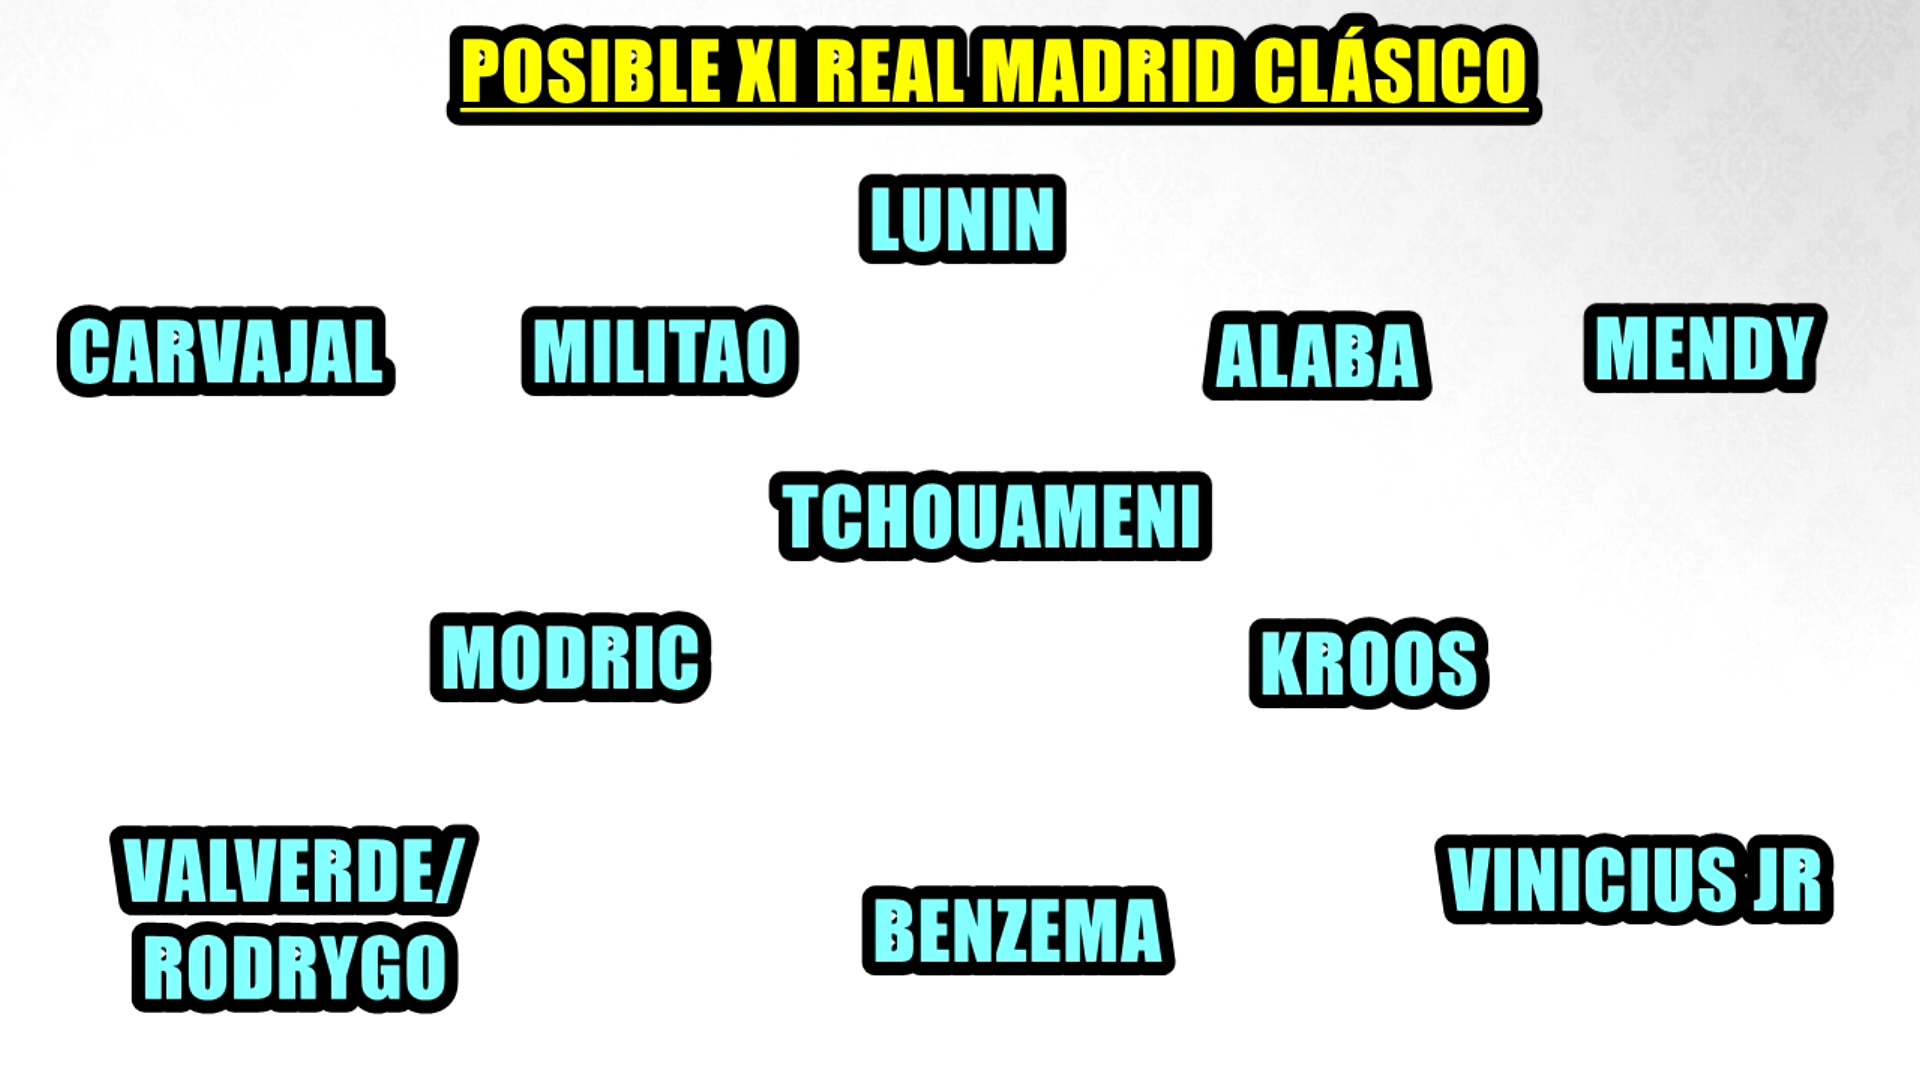 POSIBLE XI REAL MADRID CLÁSICO
LUNIN
CARVAJAL MILITAO ALABA MENDY
TCHOUAMENI
MODRIC KROOS
VALVERDE/
RODRYGO
BENZEMA
VINICIUS JR